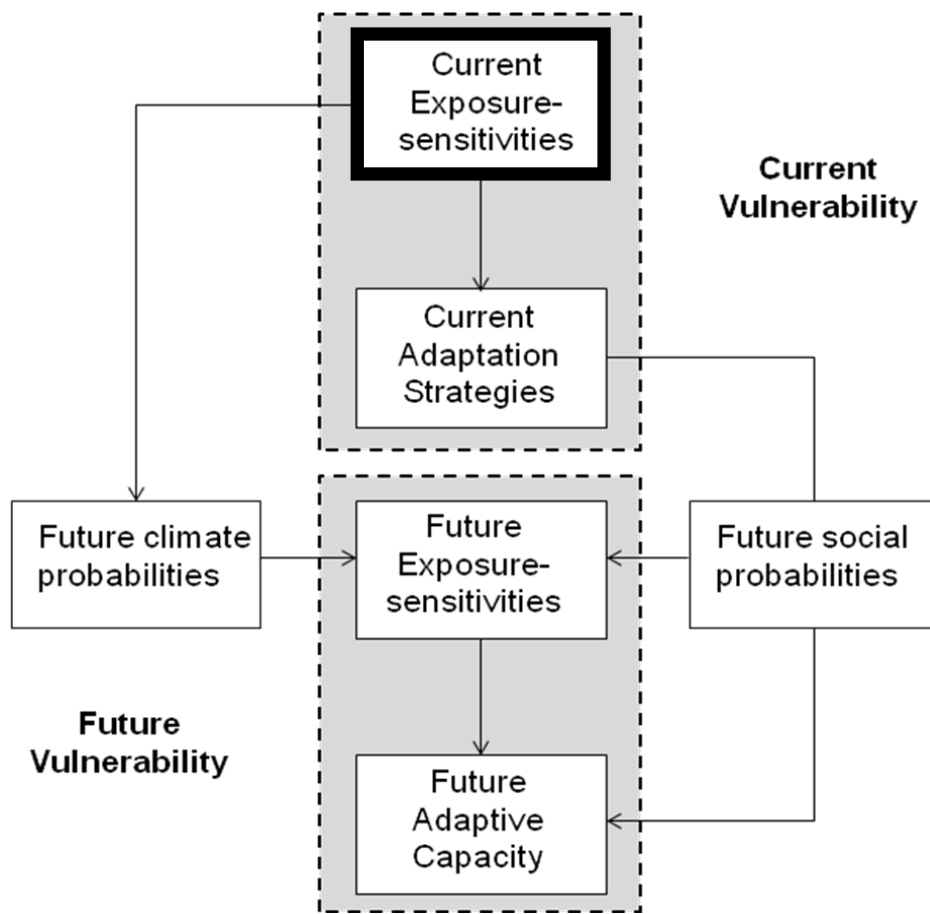 Current
Exposure-
sensitivities
Current
Vulnerability
Current
Adaptation
Strategies
Future climate
probabilities
Future
Exposure-
sensitivities
Future social
probabilities
Future
Vulnerability
Future
Adaptive
Capacity